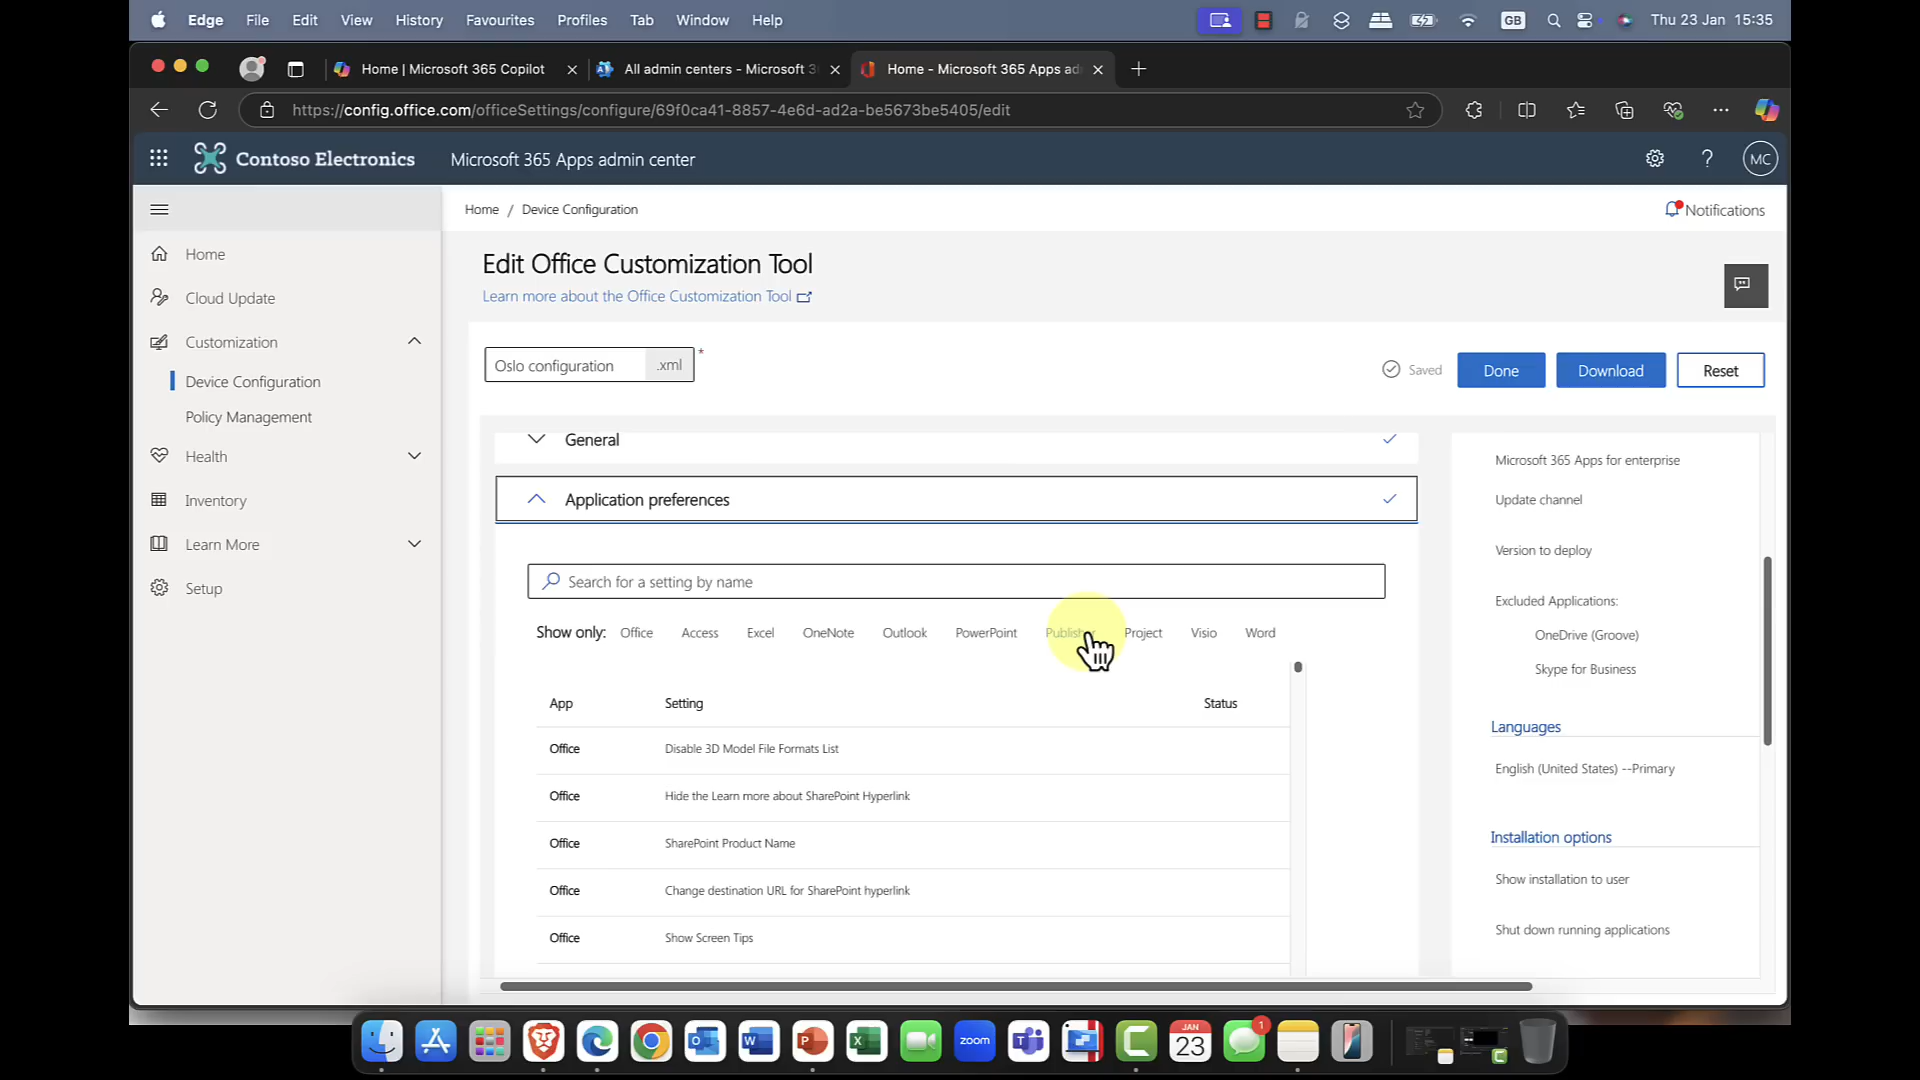 Edge File Edit View History Favourites Profiles Tab Window Help GB Thu 23 Jan 15:35
Home | Microsoft 365 Copilot
All admin centers - Microsoft 3
Home - Microsoft 365 Apps ad
https://config.office.com/officeSettings/configure/69f0ca41-8857-4e6d-ad2a-be5673be5405/edit
Contoso Electronics Microsoft 365 Apps admin center ? MC
Home / Device Configuration
Notifications
Home
Cloud Update
Customization
Device Configuration
Policy Management
Health
Inventory
Learn More
Setup
Edit Office Customization Tool
Learn more about the Office Customization Tool
Oslo configuration .xml *
Saved Done Download Reset
General
Application preferences
Search for a setting by name
Show only: Office Access Excel OneNote Outlook PowerPoint Publisher Project Visio Word
App Setting Status
Office Disable 3D Model File Formats List
Office Hide the Learn more about SharePoint Hyperlink
Office SharePoint Product Name
Office Change destination URL for SharePoint hyperlink
Office Show Screen Tips
Microsoft 365 Apps for enterprise
Update channel
Version to deploy
Excluded Applications:
OneDrive (Groove)
Skype for Business
Languages
English (United States) --Primary
Installation options
Show installation to user
Shut down running applications
zoom
JAN
23
1